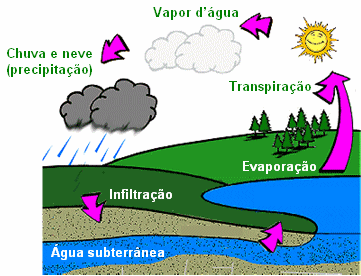 Vapor d'água
Chuva e neve
(precipitação)
Transpiração
Evaporação
Infiltração
Água subterrânea